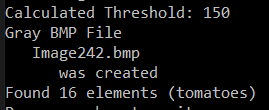 Calculated Threshold: 150
Gray BMP File
Image242.bmp
was created
Found 16 elements (tomatoes)